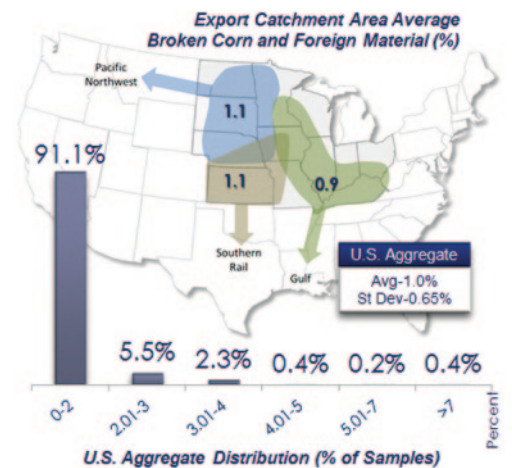 Export Catchment Area Average
Broken Corn and Foreign Material (%)
Pacific
Northwest
1.1
91.1%
1.1
0.9
Southern
Rail
Gulf
U.S. Aggregate
Avg-1.0%
St Dev-0.65%
5.5%
2.3%
0.4%
0.2%
0.4%
0-2
2.01-3
3.01-4
4.01-5
5.01-7
>7
Percent
U.S. Aggregate Distribution (% of Samples)